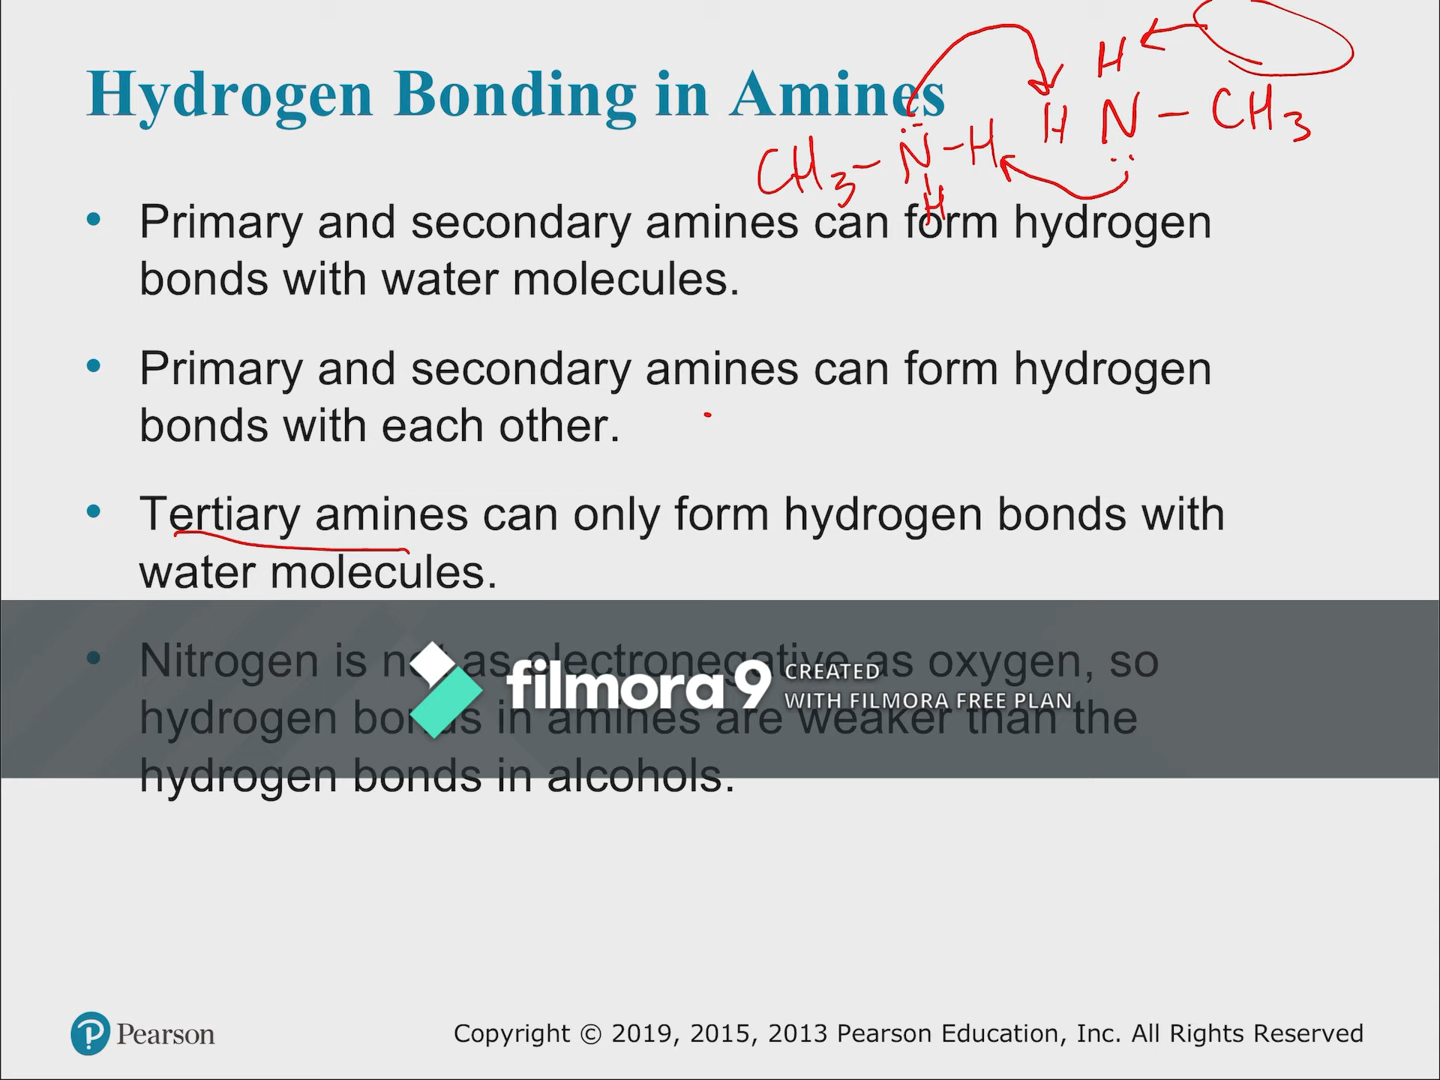 Hydrogen Bonding in Amines
H
H N – CH3
CH3 – N – H
H
• Primary and secondary amines can form hydrogen
bonds with water molecules.
• Primary and secondary amines can form hydrogen
bonds with each other.
• Tertiary amines can only form hydrogen bonds with
water molecules.
• Nitrogen is not as electronegative as oxygen, so
hydrogen bonds in amines are weaker than the
hydrogen bonds in alcohols.
filmora9 CREATED
WITH FILMORA FREE PLAN
P Pearson
Copyright © 2019, 2015, 2013 Pearson Education, Inc. All Rights Reserved